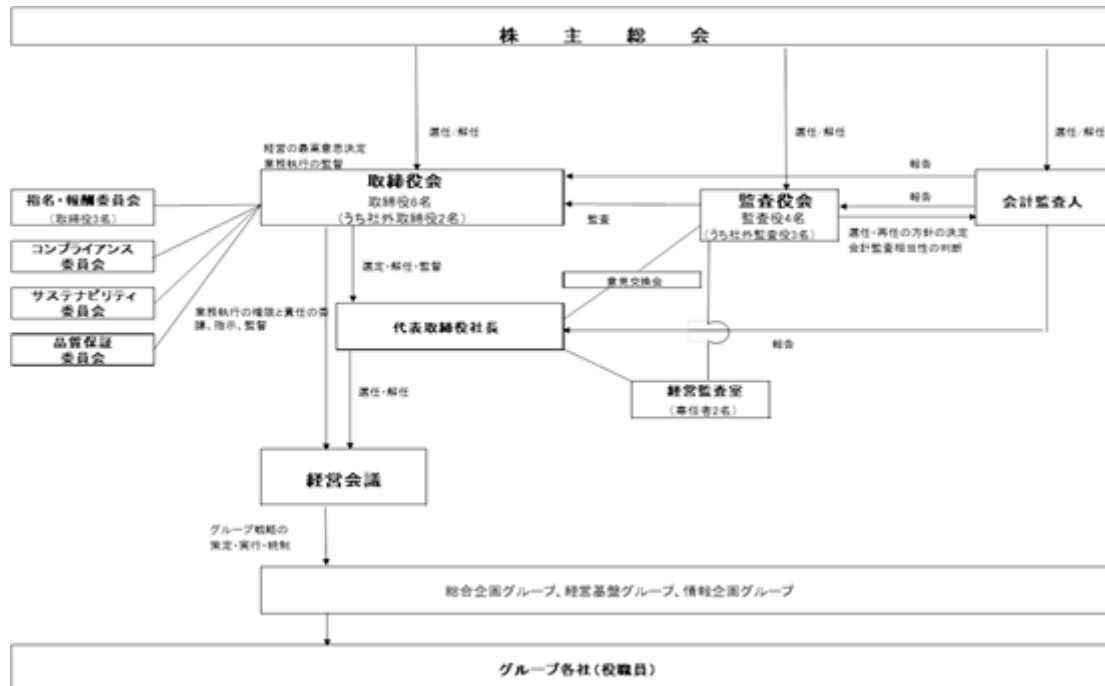 株主総会
選任/解任
選任/解任
選任/解任
経営の最高意思決定
業務執行の監督
取締役会
取締役6名
(うち社外取締役2名)
指名・報酬委員会
(取締役3名)
コンプライアンス
委員会
サステナビリティ
委員会
品質保証
委員会
監査
監査役会
監査役4名
(うち社外監査役3名)
報告
報告
会計監査人
選任・再任の方針の決定
会計監査相当性の判断
選定・解任・監督
意見交換会
業務執行の権限と責任の委
譲、指示、監督
代表取締役社長
報告
経営監査室
(専任者2名)
選任・解任
経営会議
グループ戦略の
策定・実行・統制
総合企画グループ、経営基盤グループ、情報企画グループ
グループ各社(役職員)